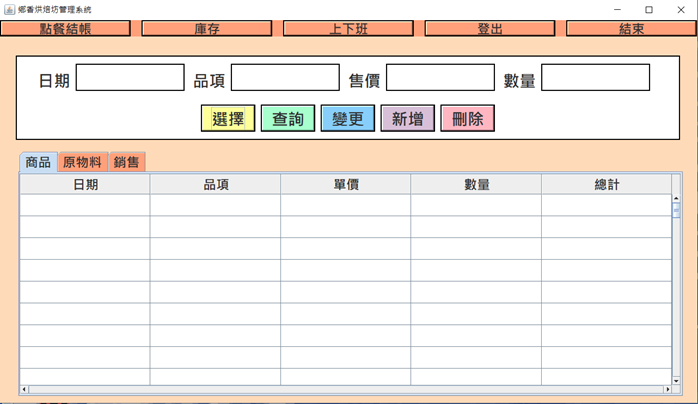 鄉香烘焙坊管理系統
點餐結帳 庫存 上下班 登出 結束
日期 品項 售價 數量
選擇 查詢 變更 新增 刪除
商品 原物料 銷售
日期 品項 單價 數量 總計